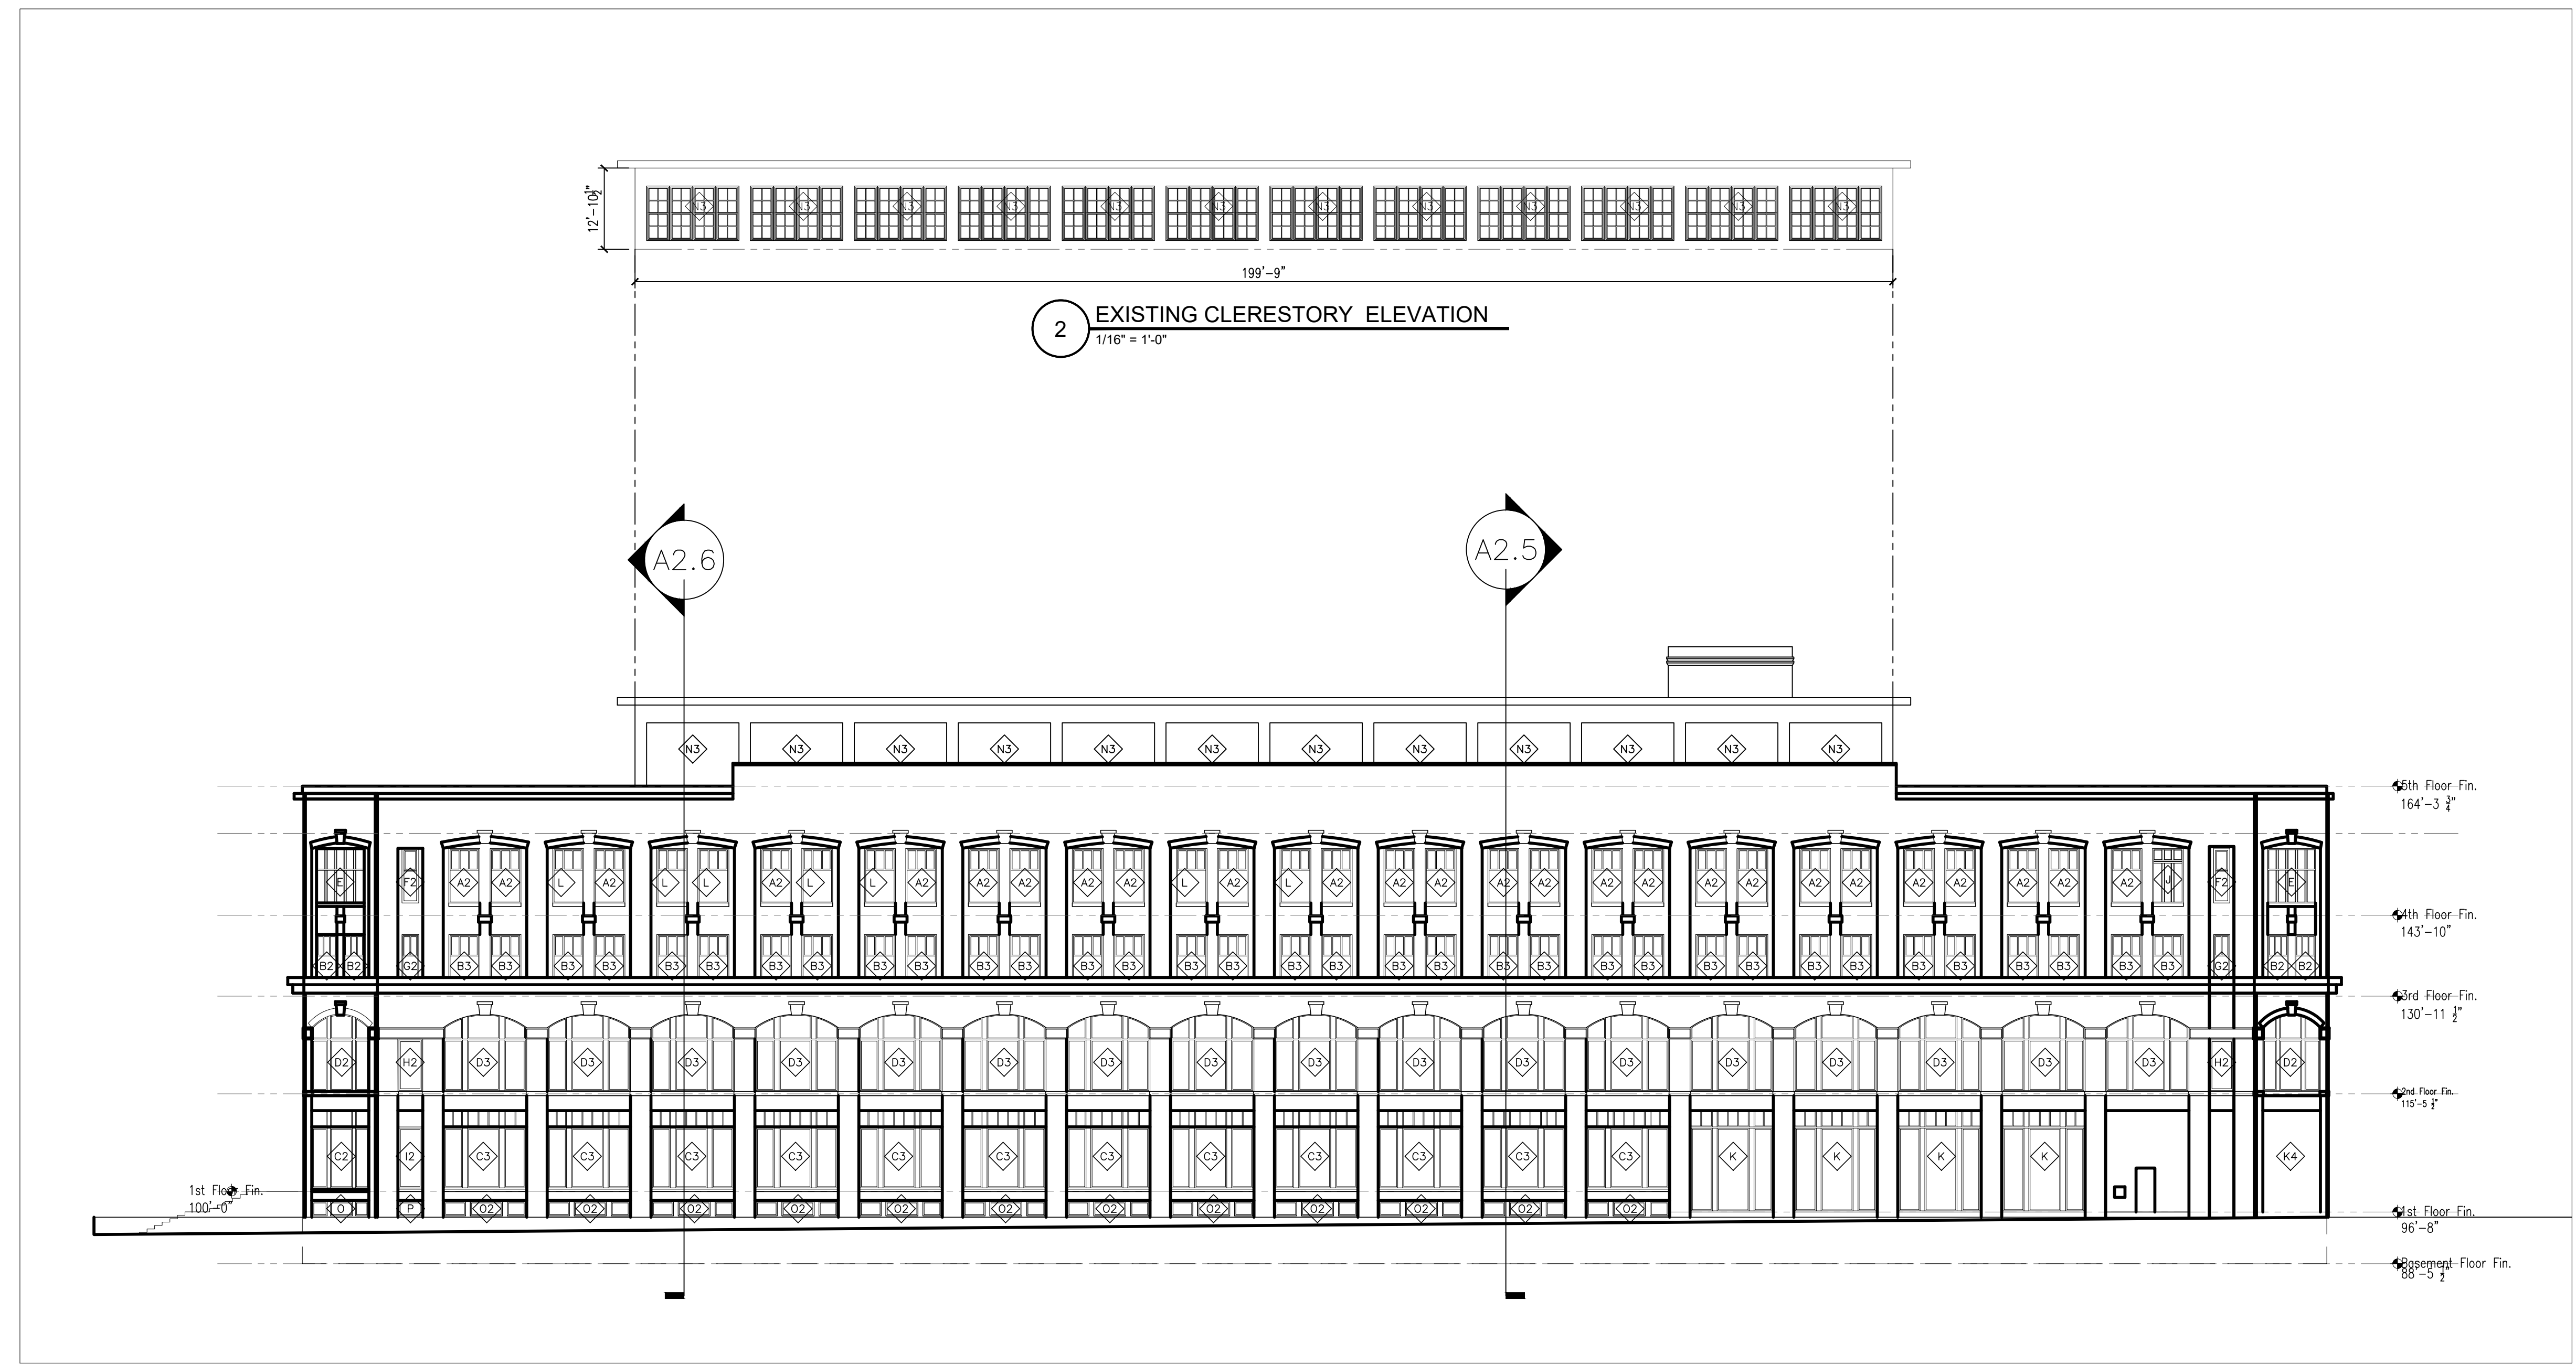 N3 N3 N3 N3 N3 N3 N3 N3 N3 N3 N3 N3
12'-10½"
199'-9"
2 EXISTING CLERESTORY ELEVATION
1/16" = 1'-0"
A2.6
A2.5
N3 N3 N3 N3 N3 N3 N3 N3 N3 N3 N3 N3
5th Floor Fin.
164'-3 ¾"
E F2 A2 A2 L A2 L L A2 L L A2 A2 A2 A2 A2 L A2 L A2 A2 A2 A2 A2 A2 A2 A2 A2 A2 A2 A2 A2 A2 A2 A2 J F2 E
4th Floor Fin.
143'-10"
B2 B2 G2 B3 B3 B3 B3 B3 B3 B3 B3 B3 B3 B3 B3 B3 B3 B3 B3 B3 B3 B3 B3 B3 B3 B3 B3 B3 B3 B3 B3 B3 B3 B3 B3 B3 B3 G2 B2 B2
3rd Floor Fin.
130'-11 ½"
D2 H2 D3 D3 D3 D3 D3 D3 D3 D3 D3 D3 D3 D3 D3 D3 D3 D3 D3 H2 D2
2nd Floor Fin.
115'-5 ½"
C2 I2 C3 C3 C3 C3 C3 C3 C3 C3 C3 C3 C3 C3 K K K K K4
1st Floor Fin.
100'-0"
O P O2 O2 O2 O2 O2 O2 O2 O2 O2 O2 O2 O2
1st Floor Fin.
96'-8"
Basement Floor Fin.
88'-5 ½"